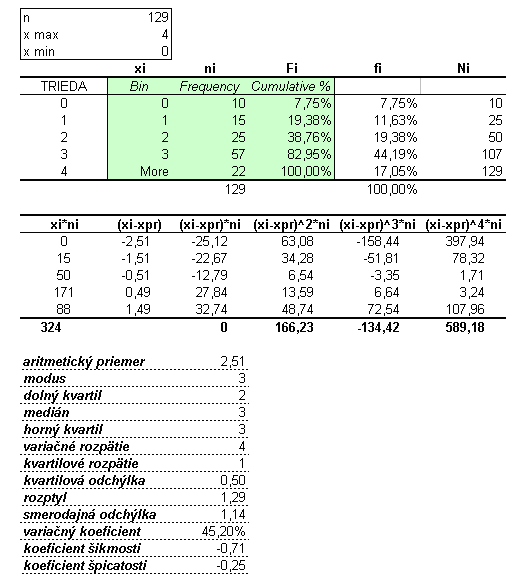 n 129
x max 4
x min 0
xi ni Fi fi Ni
TRIEDA Bin Frequency Cumulative %
0 0 10 7,75% 7,75% 10
1 1 15 19,38% 11,63% 25
2 2 25 38,76% 19,38% 50
3 3 57 82,95% 44,19% 107
4 More 22 100,00% 17,05% 129
129 100,00%
xi*ni (xi-xpr) (xi-xpr)*ni (xi-xpr)^2*ni (xi-xpr)^3*ni (xi-xpr)^4*ni
0 -2,51 -25,12 63,08 -158,44 397,94
15 -1,51 -22,67 34,28 -51,81 78,32
50 -0,51 -12,79 6,54 -3,35 1,71
171 0,49 27,84 13,59 6,64 3,24
88 1,49 32,74 48,74 72,54 107,96
324 0 166,23 -134,42 589,18
aritmetický priemer 2,51
modus 3
dolný kvartil 2
medián 3
horný kvartil 3
variačné rozpätie 4
kvartilové rozpätie 1
kvartilová odchýlka 0,50
rozptyl 1,29
smerodajná odchýlka 1,14
variačný koeficient 45,20%
koeficient šikmosti -0,71
koeficient špicatosti -0,25